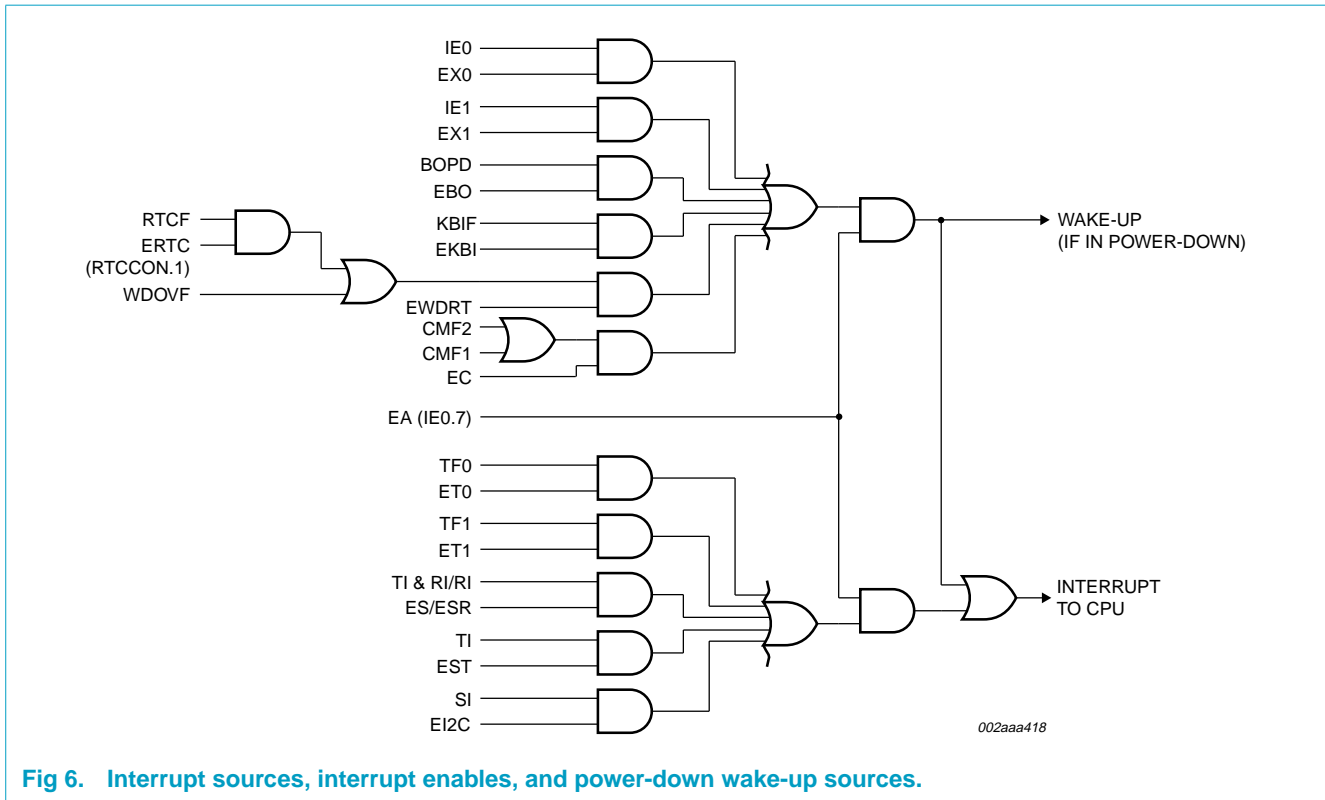 IE0
EX0
IE1
EX1
BOPD
EBO
RTCF
ERTC
(RTCCON.1)
WDOVF
KBIF
EKBI
EWDRT
CMF2
CMF1
EC
EA (IE0.7)
WAKE-UP
(IF IN POWER-DOWN)
TF0
ET0
TF1
ET1
TI & RI/RI
ES/ESR
TI
EST
SI
EI2C
INTERRUPT
TO CPU
002aaa418
Fig 6. Interrupt sources, interrupt enables, and power-down wake-up sources.